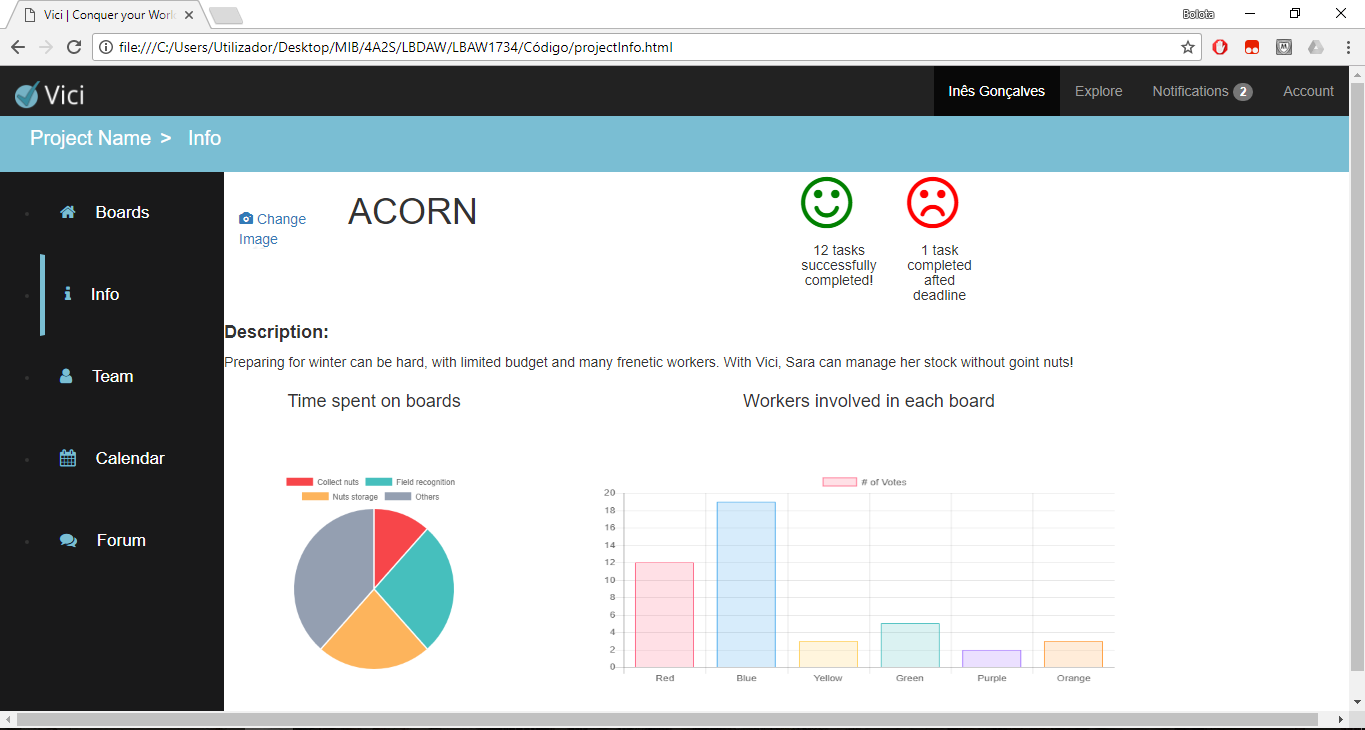 Vici | Conquer your Worl
Bolota
file:///C:/Users/Utilizador/Desktop/MIB/4A2S/LBDAW/LBAW1734/Código/projectInfo.html
Vici
Inês Gonçalves
Explore
Notifications 2
Account
Project Name > Info
Boards
Info
Team
Calendar
Forum
Change
Image
ACORN
12 tasks
successfully
completed!
1 task
completed
afted
deadline
Description:
Preparing for winter can be hard, with limited budget and many frenetic workers. With Vici, Sara can manage her stock without goint nuts!
Time spent on boards
Collect nuts Field recognition
Nuts storage Others
Workers involved in each board
# of Votes
20
18
16
14
12
10
8
6
4
2
0
Red Blue Yellow Green Purple Orange